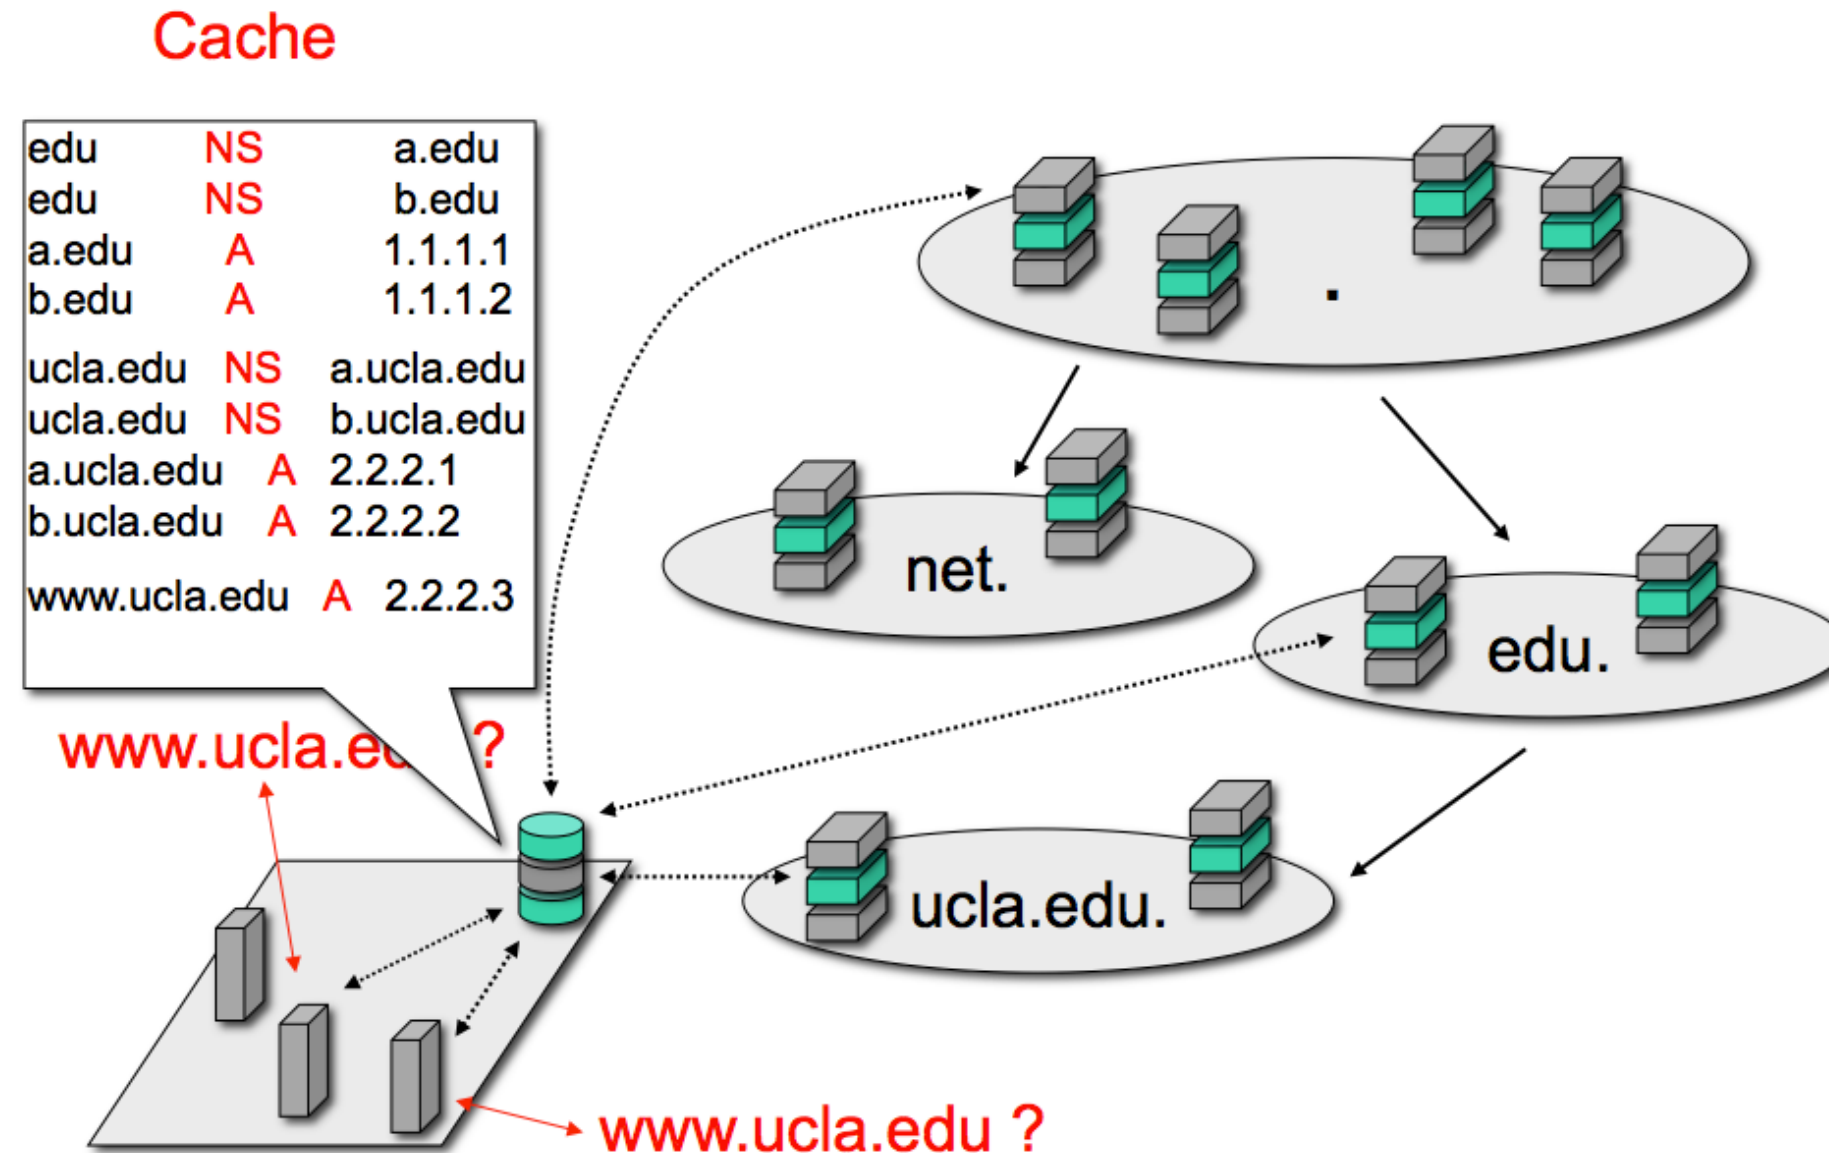 Cache
edu NS a.edu
edu NS b.edu
a.edu A 1.1.1.1
b.edu A 1.1.1.2
ucla.edu NS a.ucla.edu
ucla.edu NS b.ucla.edu
a.ucla.edu A 2.2.2.1
b.ucla.edu A 2.2.2.2
www.ucla.edu A 2.2.2.3
.
net.
edu.
www.ucla.edu ?
ucla.edu.
www.ucla.edu ?